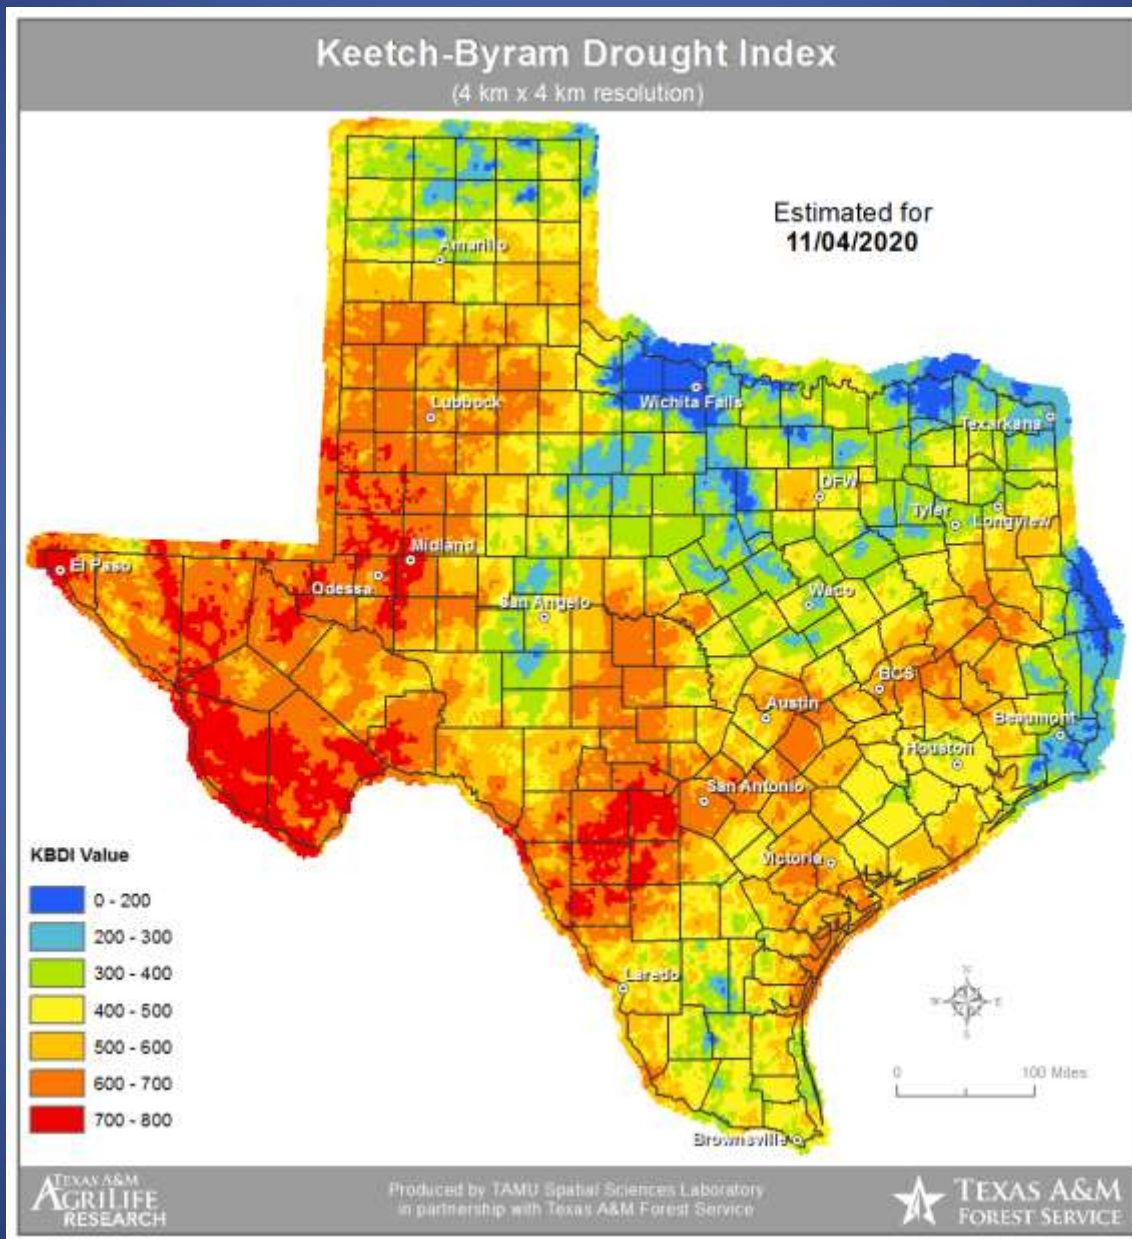 Keetch-Byram Drought Index
(4 km x 4 km resolution)
Estimated for
11/04/2020
Amarillo
Wichita Falls
Lubbock
Texarkana
DFW
Tyler
Longview
Midland
El Paso
Odessa
San Angelo
Waco
BCS
Austin
Beaumont
Houston
San Antonio
Victoria
Laredo
Brownsville
KBDI Value
0 - 200
200 - 300
300 - 400
400 - 500
500 - 600
600 - 700
700 - 800
N
W E
S
0 100 Miles
TEXAS A&M
AGRILIFE
RESEARCH
Produced by TAMU Spatial Sciences Laboratory
in partnership with Texas A&M Forest Service
TEXAS A&M
FOREST SERVICE